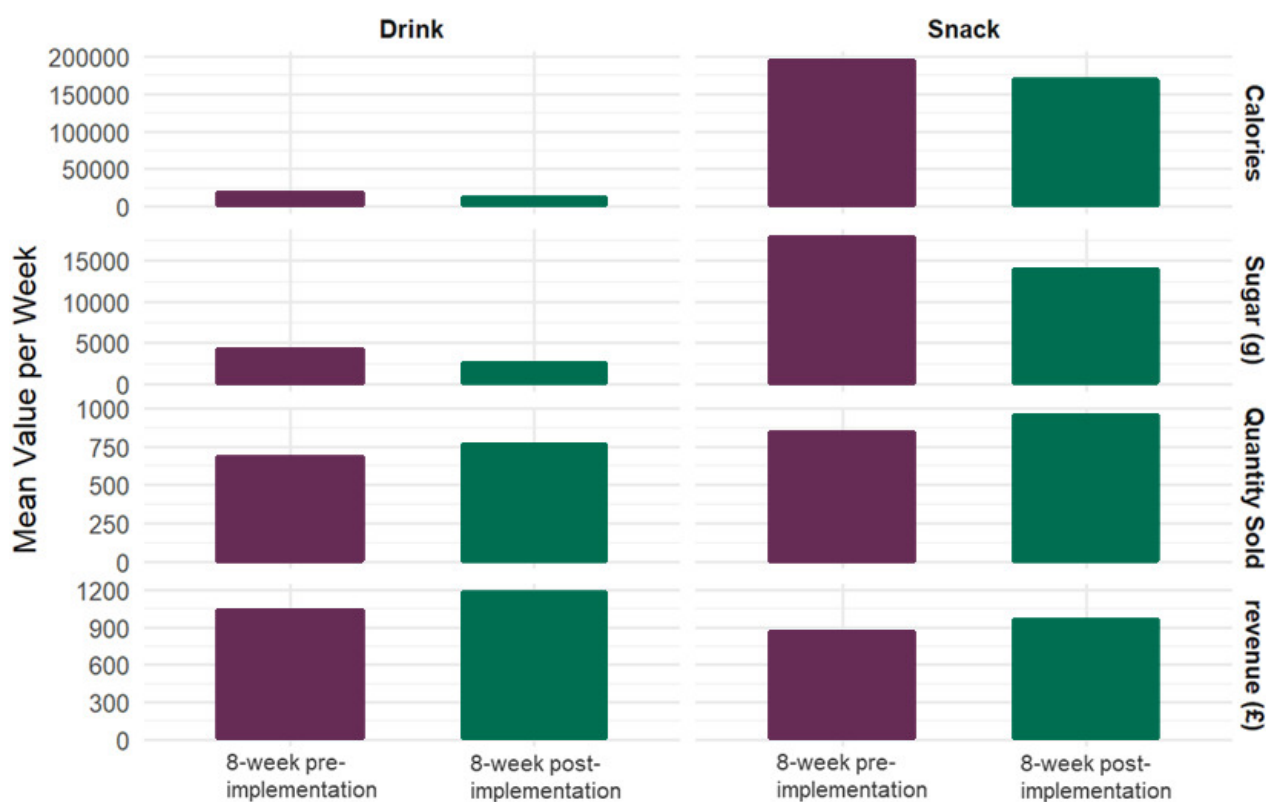 Drink
Snack
Mean Value per Week
200000
150000
100000
50000
0
Calories
15000
10000
5000
0
Sugar (g)
1000
750
500
250
0
Quantity Sold
1200
900
600
300
0
revenue (£)
8-week pre-
implementation
8-week post-
implementation
8-week pre-
implementation
8-week post-
implementation